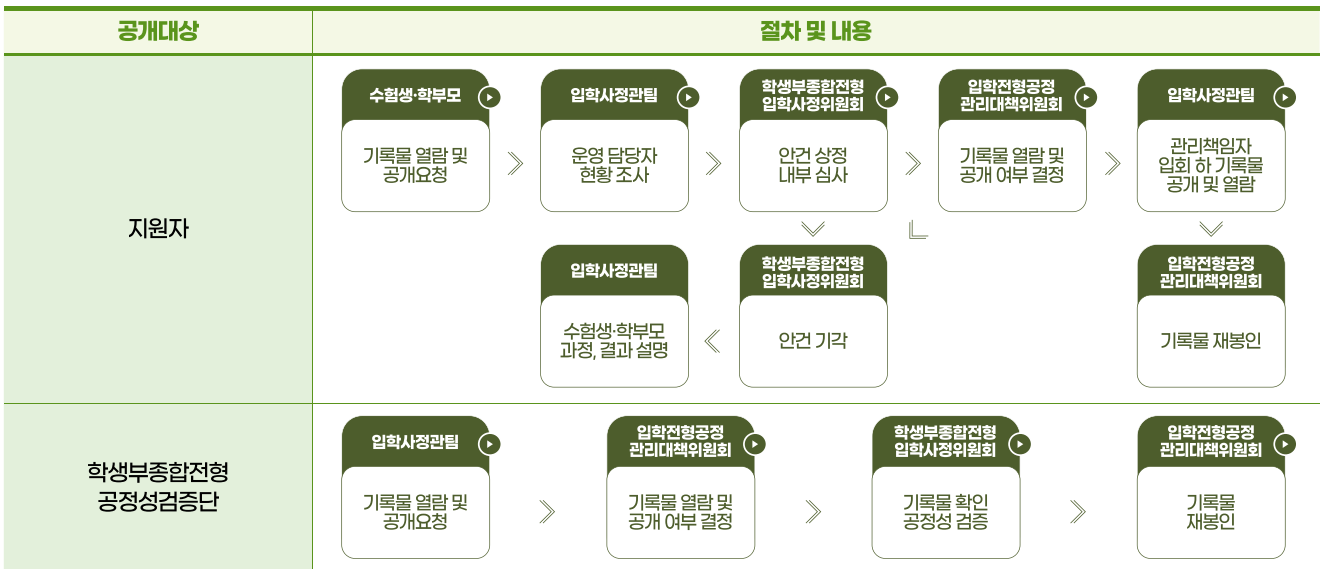 공개대상
절차 및 내용
지원자
수험생·학부모
기록물 열람 및
공개요청
입학사정관팀
운영 담당자
현황 조사
학생부종합전형
입학사정위원회
안건 상정
내부 심사
입학전형공정
관리대책위원회
기록물 열람 및
공개 여부 결정
입학사정관팀
관리책임자
입회 하 기록물
공개 및 열람
입학사정관팀
수험생·학부모
과정, 결과 설명
학생부종합전형
입학사정위원회
안건 기각
입학전형공정
관리대책위원회
기록물 재봉인
학생부종합전형
공정성검증단
입학사정관팀
기록물 열람 및
공개요청
입학전형공정
관리대책위원회
기록물 열람 및
공개 여부 결정
학생부종합전형
입학사정위원회
기록물 확인
공정성 검증
입학전형공정
관리대책위원회
기록물
재봉인